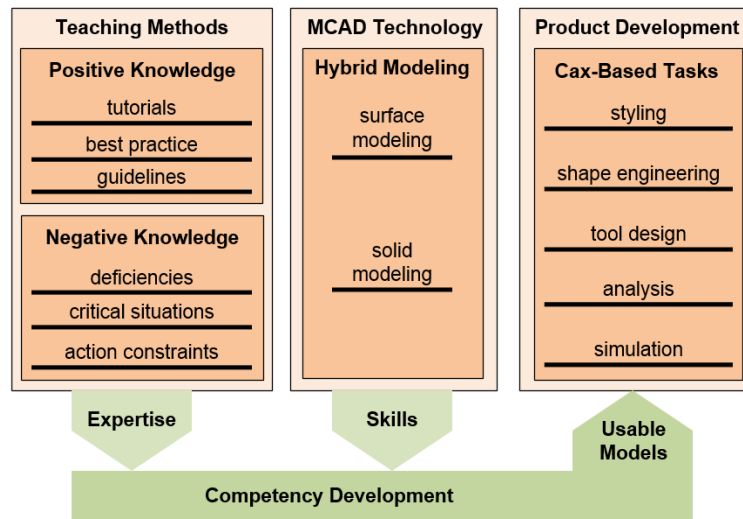 Teaching Methods
Positive Knowledge
tutorials
best practice
guidelines
Negative Knowledge
deficiencies
critical situations
action constraints
MCAD Technology
Hybrid Modeling
surface
modeling
solid
modeling
Product Development
Cax-Based Tasks
styling
shape engineering
tool design
analysis
simulation
Expertise
Skills
Usable
Models
Competency Development